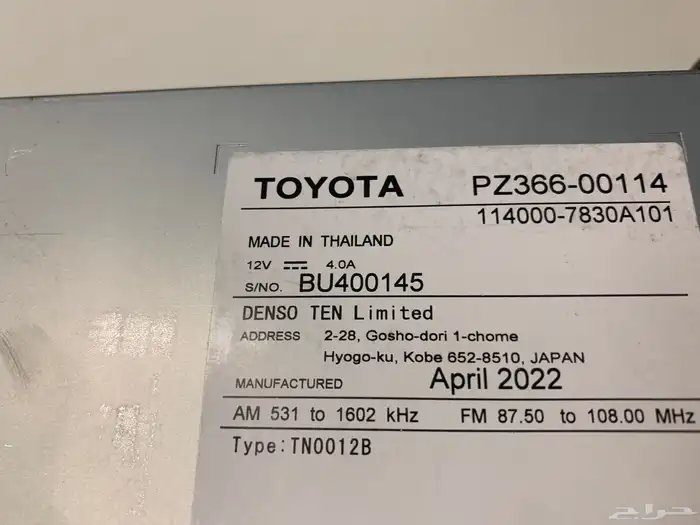 TOYOTA PZ366-00114
114000-7830A101
MADE IN THAILAND
12V 4.0A
S/NO. BU400145
DENSO TEN Limited
ADDRESS 2-28, Gosho-dori 1-chome
Hyogo-ku, Kobe 652-8510, JAPAN
MANUFACTURED April 2022
AM 531 to 1602 kHz FM 87.50 to 108.00 MHz
Type:TN0012B
حراج